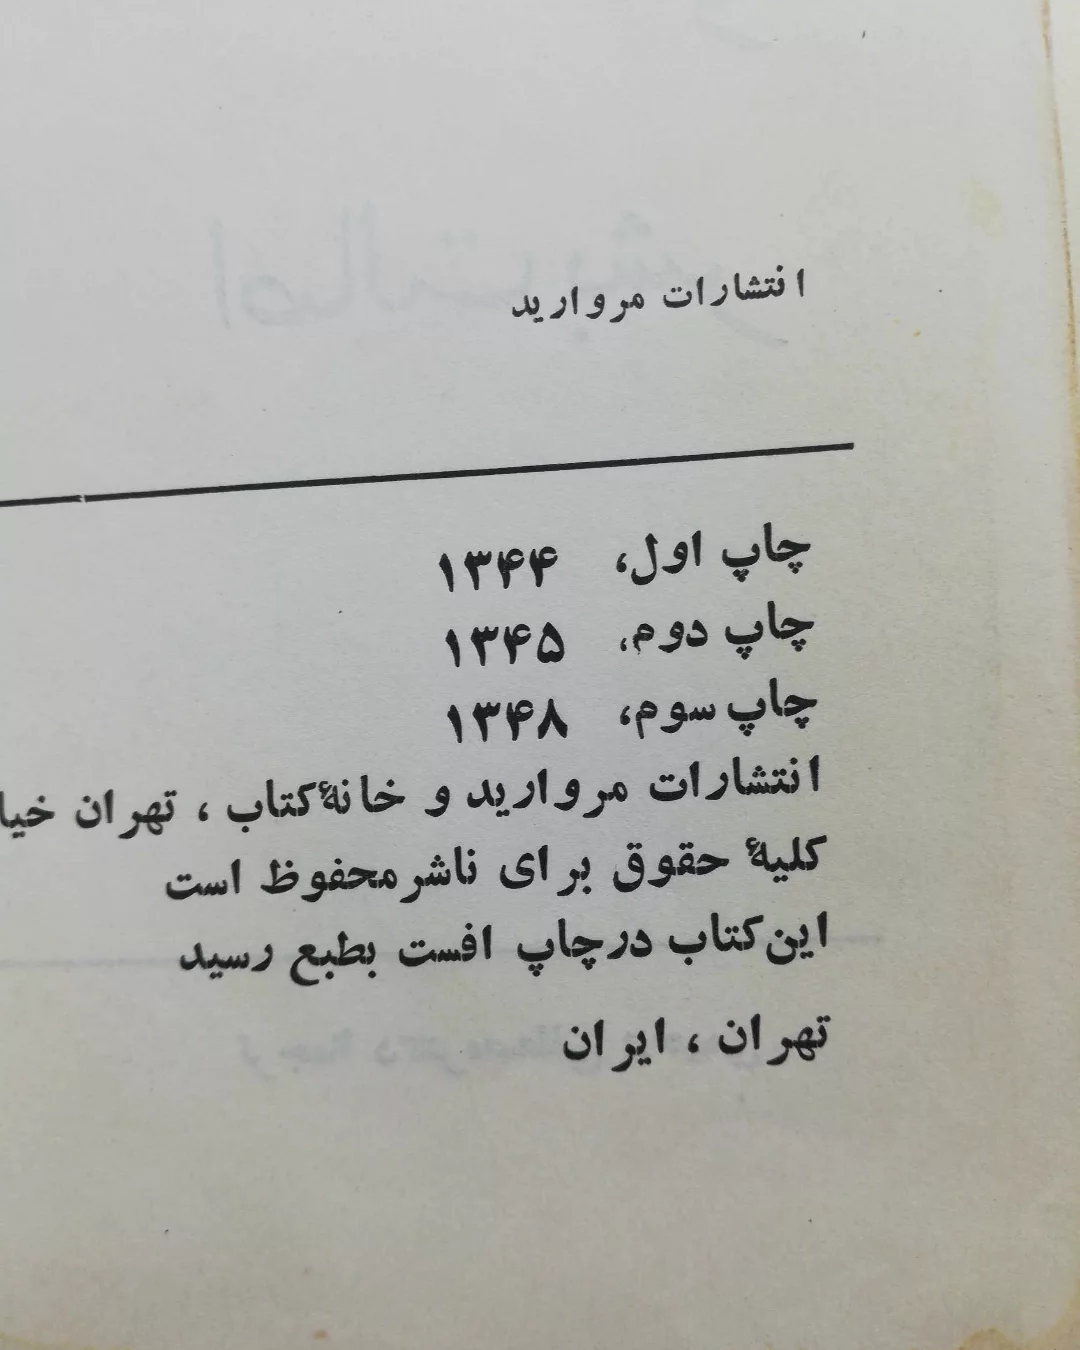 انتشارات مروارید
چاپ اول، ۱۳۴۴
چاپ دوم، ۱۳۴۵
چاپ سوم، ۱۳۴۸
انتشارات مروارید و خانهٔ کتاب، تهران
کلیهٔ حقوق برای ناشر محفوظ است
این کتاب در چاپ افست بطبع رسید
تهران، ایران